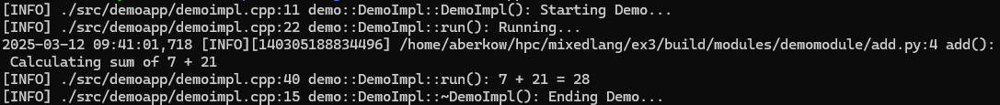 [INFO] ./src/demoapp/demoimpl.cpp:11 demo::DemoImpl::DemoImpl(): Starting Demo...
[INFO] ./src/demoapp/demoimpl.cpp:22 demo::DemoImpl::run(): Running...
2025-03-12 09:41:01,718 [INFO][140305188834496] /home/aberkow/hpc/mixedlang/ex3/build/modules/demomodule/add.py:4 add():
 Calculating sum of 7 + 21
[INFO] ./src/demoapp/demoimpl.cpp:40 demo::DemoImpl::run(): 7 + 21 = 28
[INFO] ./src/demoapp/demoimpl.cpp:15 demo::DemoImpl::~DemoImpl(): Ending Demo...